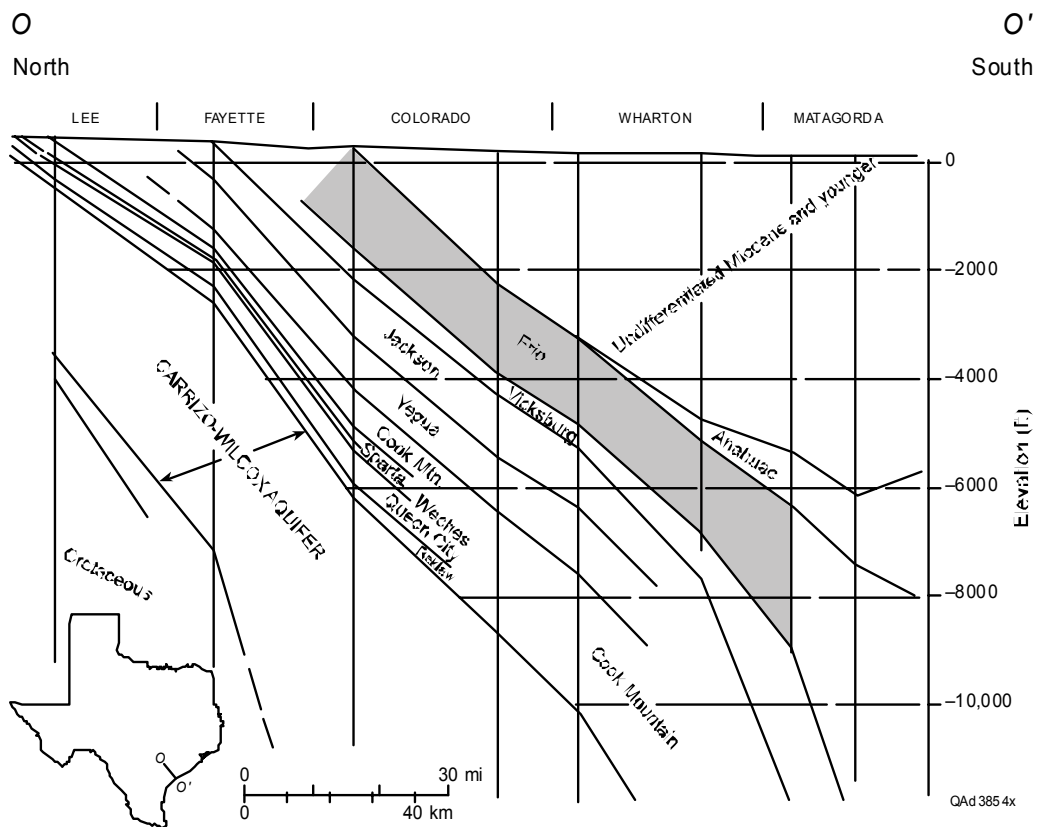 O O'
North South
LEE FAYETTE COLORADO WHARTON MATAGORDA
0
Undifferentiated Miocene and younger
–2000
Frio
Jackson
–4000
Vicksburg
CARRIZO-WILCOX AQUIFER
Yegua
Anahuac
Cook Mtn.
Sparta
Weches
Queen City
Reklaw
–6000
Elevation (ft)
Cretaceous
–8000
Cook Mountain
–10,000
O
O'
0 30 mi
0 40 km
QAd3854x